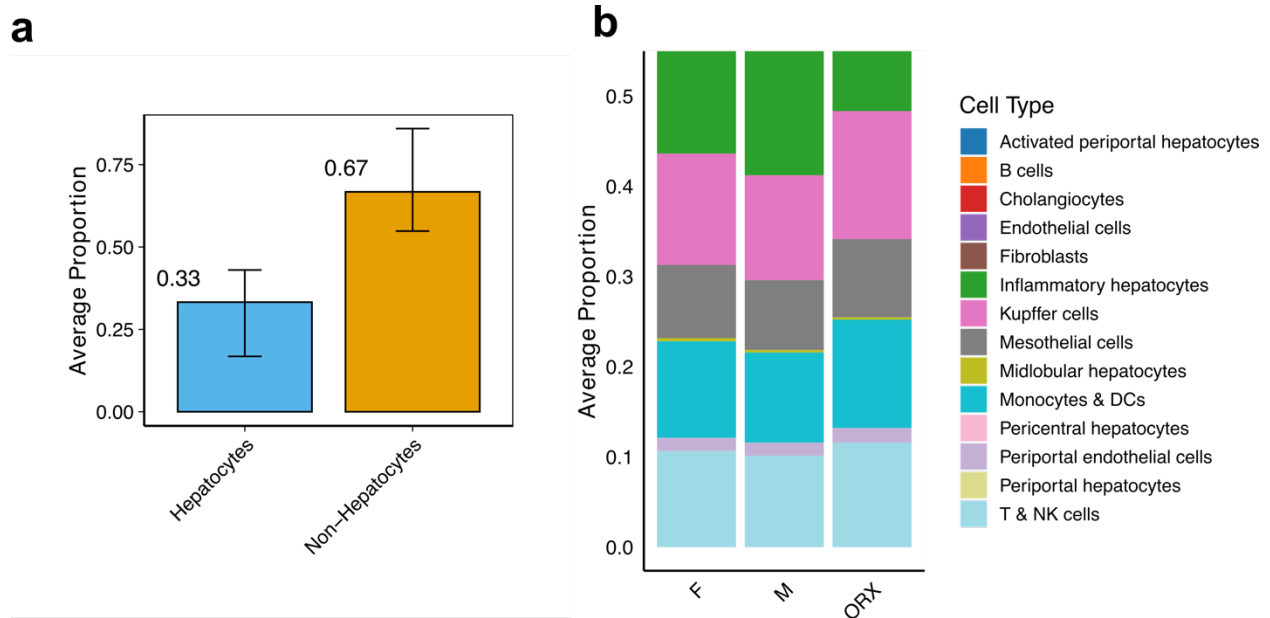 a
Average Proportion
0.75
0.50
0.25
0.00
0.33
0.67
Hepatocytes
Non−Hepatocytes
b
Average Proportion
0.5
0.4
0.3
0.2
0.1
0.0
F
M
ORX
Cell Type
Activated periportal hepatocytes
B cells
Cholangiocytes
Endothelial cells
Fibroblasts
Inflammatory hepatocytes
Kupffer cells
Mesothelial cells
Midlobular hepatocytes
Monocytes & DCs
Pericentral hepatocytes
Periportal endothelial cells
Periportal hepatocytes
T & NK cells